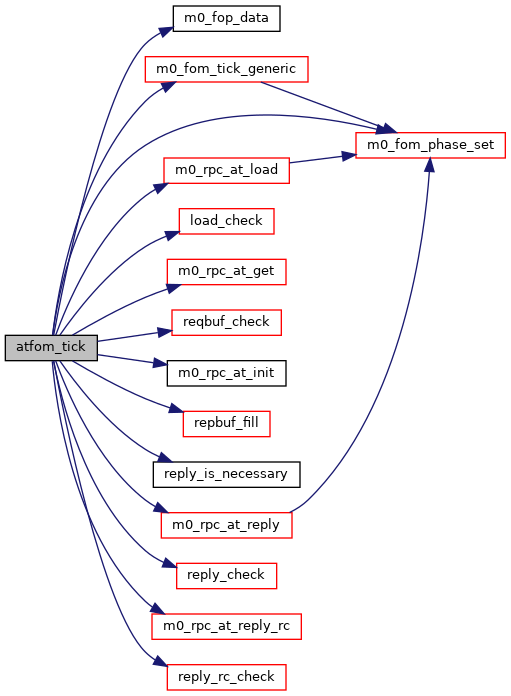 m0_fop_data
m0_fom_tick_generic
m0_fom_phase_set
m0_rpc_at_load
load_check
m0_rpc_at_get
reqbuf_check
atfom_tick
m0_rpc_at_init
repbuf_fill
reply_is_necessary
m0_rpc_at_reply
reply_check
m0_rpc_at_reply_rc
reply_rc_check